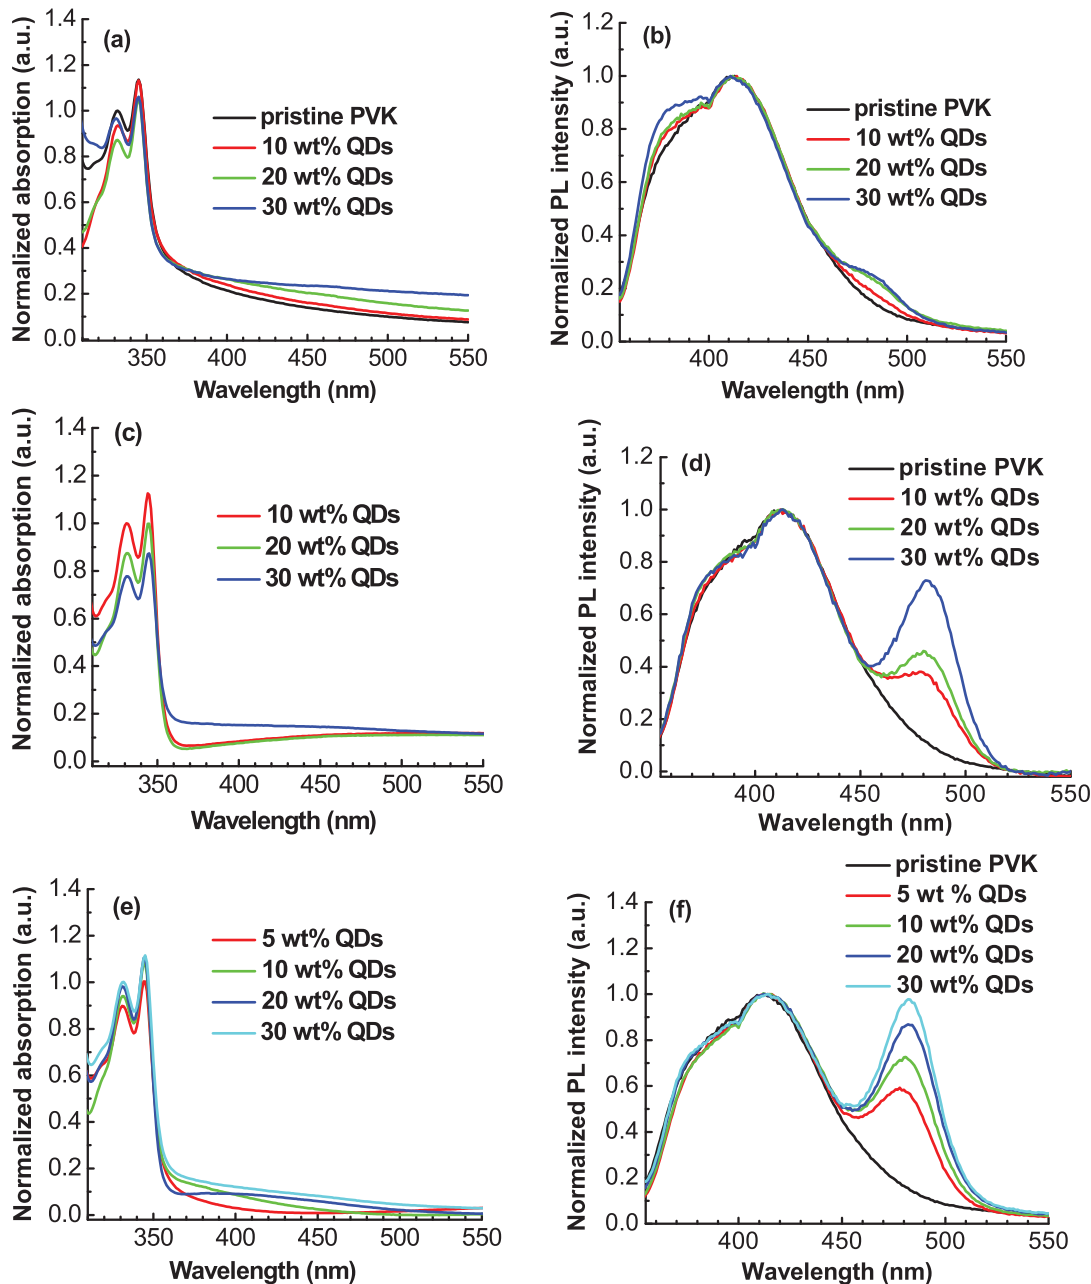 (a)
Normalized absorption (a.u.)
1.4
1.2
1.0
0.8
0.6
0.4
0.2
0.0
pristine PVK
10 wt% QDs
20 wt% QDs
30 wt% QDs
350 400 450 500 550
Wavelength (nm)
(b)
Normalized PL intensity (a.u.)
1.2
1.0
0.8
0.6
0.4
0.2
0.0
pristine PVK
10 wt% QDs
20 wt% QDs
30 wt% QDs
400 450 500 550
Wavelength (nm)
(c)
Normalized absorption (a.u.)
1.4
1.2
1.0
0.8
0.6
0.4
0.2
0.0
10 wt% QDs
20 wt% QDs
30 wt% QDs
350 400 450 500 550
Wavelength (nm)
(d)
Normalized PL intensity (a.u.)
1.2
1.0
0.8
0.6
0.4
0.2
0.0
pristine PVK
10 wt% QDs
20 wt% QDs
30 wt% QDs
400 450 500 550
Wavelength (nm)
(e)
Normalized absorption (a.u.)
1.4
1.2
1.0
0.8
0.6
0.4
0.2
0.0
5 wt% QDs
10 wt% QDs
20 wt% QDs
30 wt% QDs
350 400 450 500 550
Wavelength (nm)
(f)
Normalized PL intensity (a.u.)
1.4
1.2
1.0
0.8
0.6
0.4
0.2
0.0
pristine PVK
5 wt % QDs
10 wt% QDs
20 wt% QDs
30 wt% QDs
400 450 500 550
Wavelength (nm)